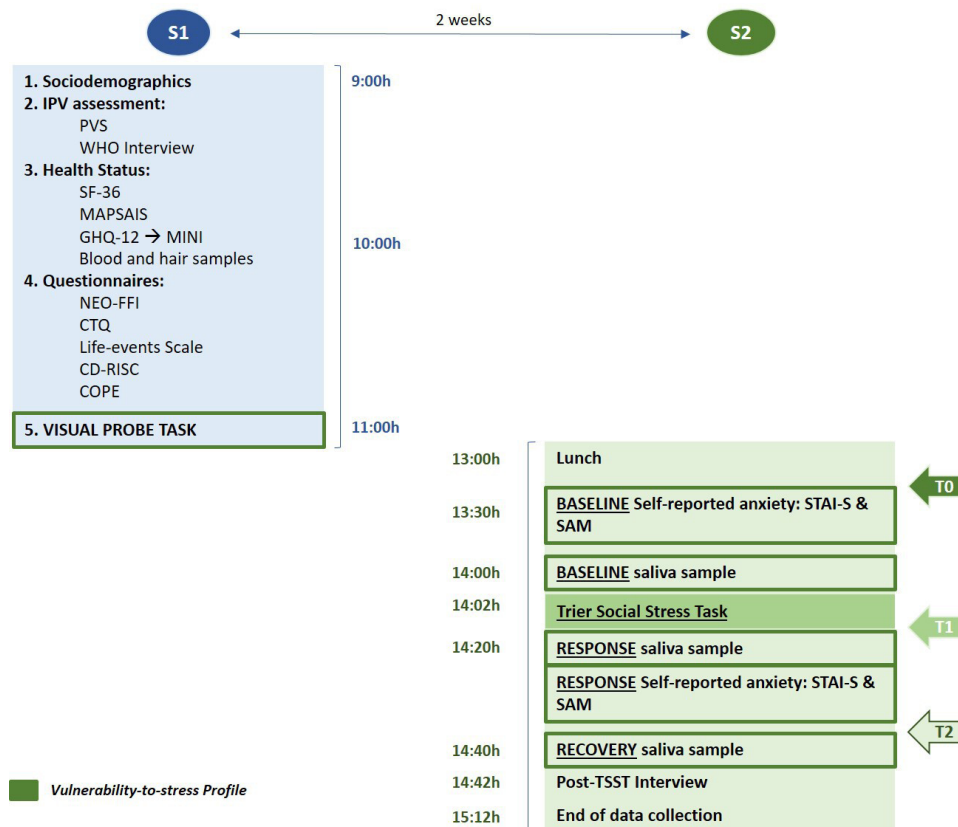 S1
2 weeks
S2
1. Sociodemographics
9:00h
2. IPV assessment:
PVS
WHO Interview
3. Health Status:
SF-36
MAPSAIS
GHQ-12 → MINI
10:00h
Blood and hair samples
4. Questionnaires:
NEO-FFI
CTQ
Life-events Scale
CD-RISC
COPE
5. VISUAL PROBE TASK
11:00h
13:00h
Lunch
T0
13:30h
BASELINE Self-reported anxiety: STAI-S &
SAM
14:00h
BASELINE saliva sample
14:02h
Trier Social Stress Task
T1
14:20h
RESPONSE saliva sample
RESPONSE Self-reported anxiety: STAI-S &
SAM
T2
14:40h
RECOVERY saliva sample
14:42h
Post-TSST Interview
Vulnerability-to-stress Profile
15:12h
End of data collection